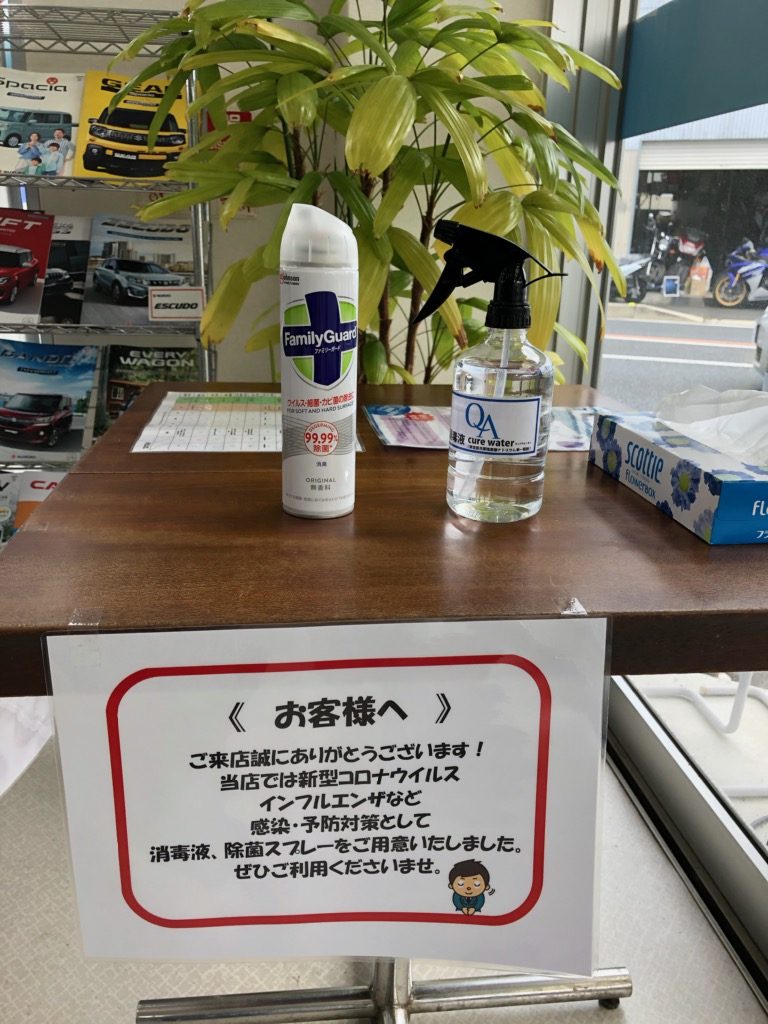 Spacia
GEAR
ESCUDO
EVERY
WAGON
Johnson
FamilyGuard
ファミリーガード
ウイルス・細菌・カビ菌の除去に
FOR SOFT AND HARD SURFACES
99.99%
除菌
消臭
ORIGINAL
無香料
QA
cure water
scottie
FLOWERBOX
《 お客様へ 》
ご来店誠にありがとうございます！
当店では新型コロナウイルス
インフルエンザなど
感染・予防対策として
消毒液、除菌スプレーをご用意いたしました。
ぜひご利用くださいませ。